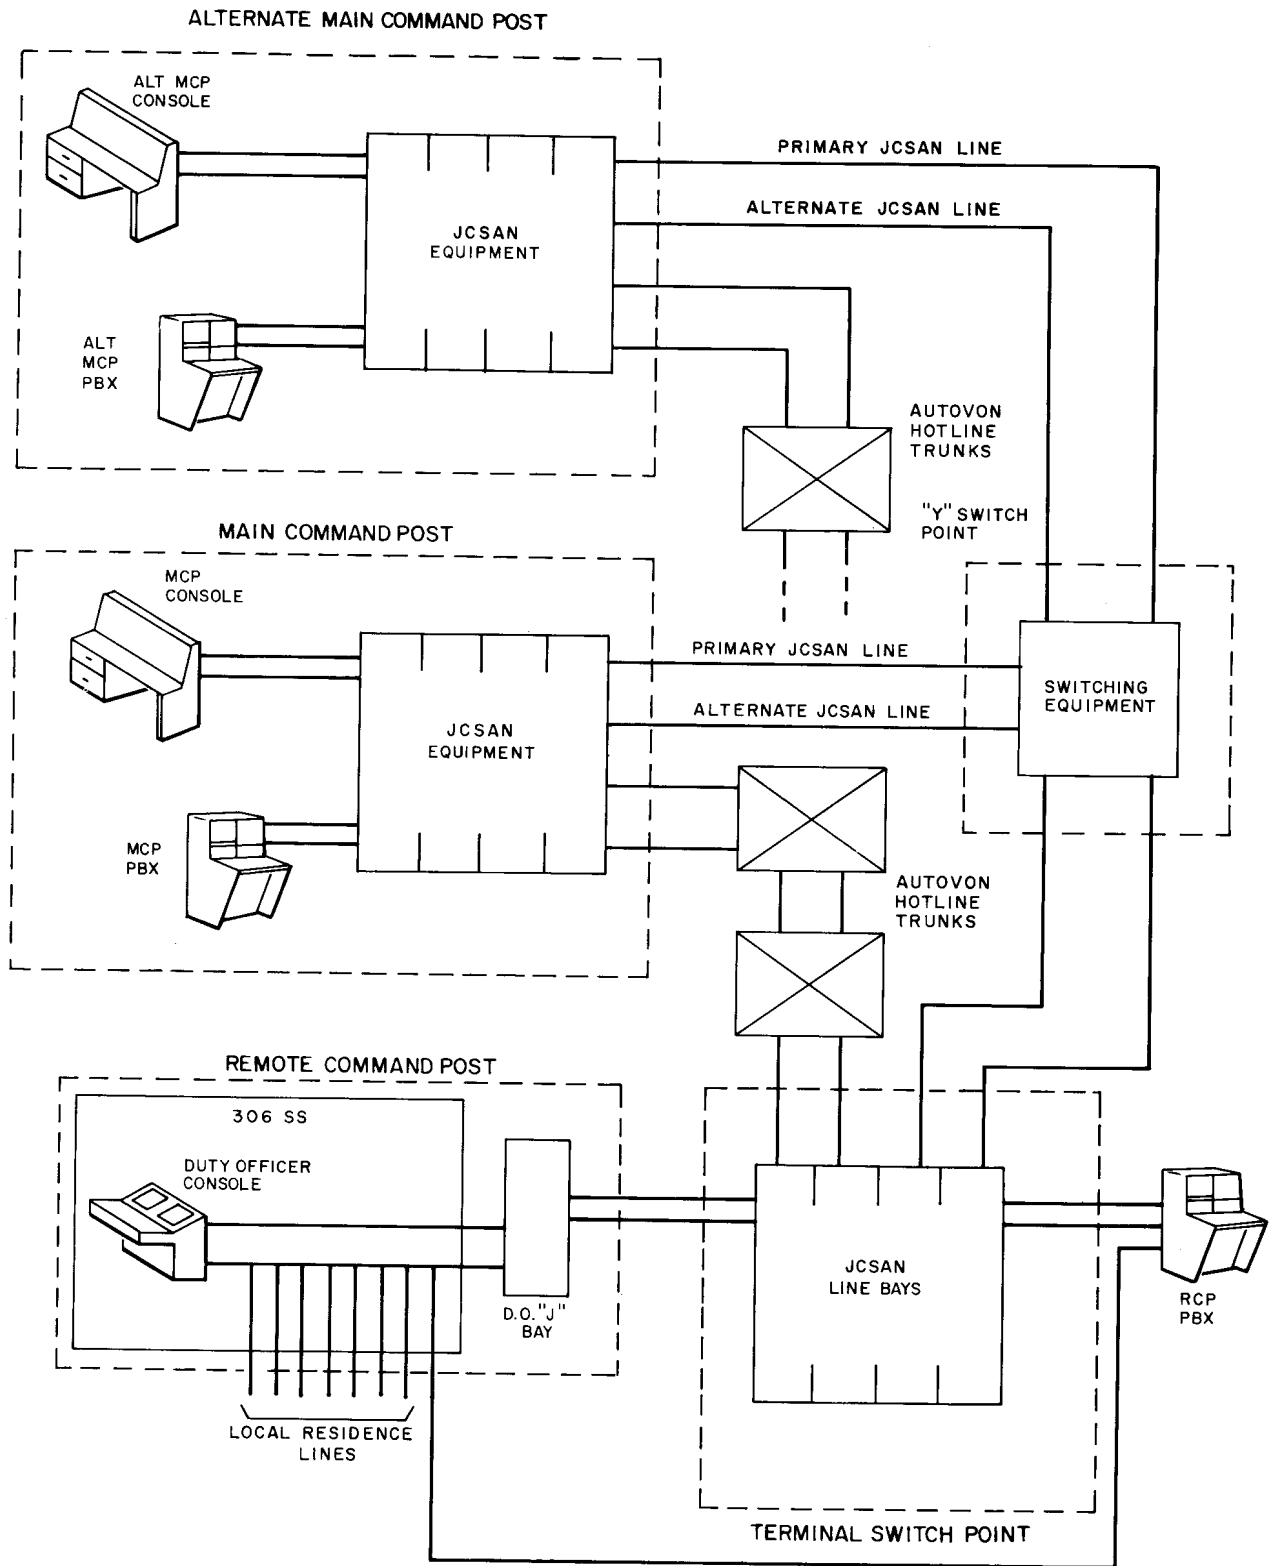 ALTERNATE MAIN COMMAND POST
ALT MCP
CONSOLE
PRIMARY JCSAN LINE
ALTERNATE JCSAN LINE
JCSAN
EQUIPMENT
ALT
MCP
PBX
AUTOVON
HOTLINE
TRUNKS
"Y" SWITCH
POINT
MAIN COMMAND POST
MCP
CONSOLE
PRIMARY JCSAN LINE
SWITCHING
EQUIPMENT
ALTERNATE JCSAN LINE
JCSAN
EQUIPMENT
MCP
PBX
AUTOVON
HOTLINE
TRUNKS
REMOTE COMMAND POST
306 SS
DUTY OFFICER
CONSOLE
JCSAN
LINE BAYS
RCP
PBX
D.O. "J"
BAY
LOCAL RESIDENCE
LINES
TERMINAL SWITCH POINT